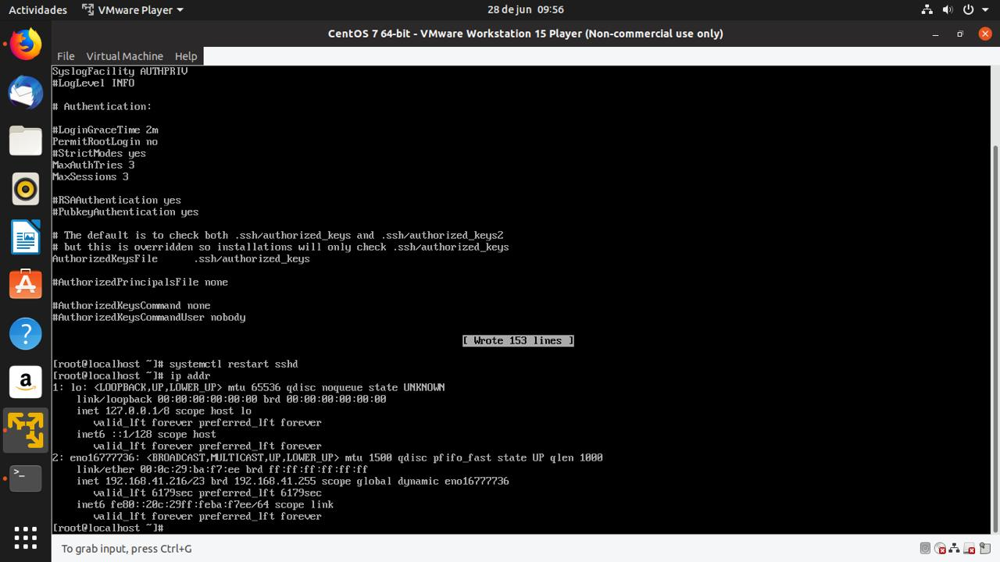 Actividades VMware Player 28 de jun 09:56
CentOS 7 64-bit - VMware Workstation 15 Player (Non-commercial use only)
File Virtual Machine Help
SyslogFacility AUTHPRIV
#LogLevel INFO
# Authentication:
#LoginGraceTime 2m
PermitRootLogin no
#StrictModes yes
MaxAuthTries 3
MaxSessions 3
#RSAAuthentication yes
#PubkeyAuthentication yes
# The default is to check both .ssh/authorized_keys and .ssh/authorized_keys2
# but this is overridden so installations will only check .ssh/authorized_keys
AuthorizedKeysFile .ssh/authorized_keys
#AuthorizedPrincipalsFile none
#AuthorizedKeysCommand none
#AuthorizedKeysCommandUser nobody
[ Wrote 153 lines ]
[root@localhost ~]# systemctl restart sshd
[root@localhost ~]# ip addr
1: lo: <LOOPBACK,UP,LOWER_UP> mtu 65536 qdisc noqueue state UNKNOWN
link/loopback 00:00:00:00:00:00 brd 00:00:00:00:00:00
inet 127.0.0.1/8 scope host lo
valid_lft forever preferred_lft forever
inet6 ::1/128 scope host
valid_lft forever preferred_lft forever
2: eno16777736: <BROADCAST,MULTICAST,UP,LOWER_UP> mtu 1500 qdisc pfifo_fast state UP qlen 1000
link/ether 00:0c:29:ba:f7:ee brd ff:ff:ff:ff:ff:ff
inet 192.168.41.216/23 brd 192.168.41.255 scope global dynamic eno16777736
valid_lft 6179sec preferred_lft 6179sec
inet6 fe80::20c:29ff:feba:f7ee/64 scope link
valid_lft forever preferred_lft forever
[root@localhost ~]#
To grab input, press Ctrl+G